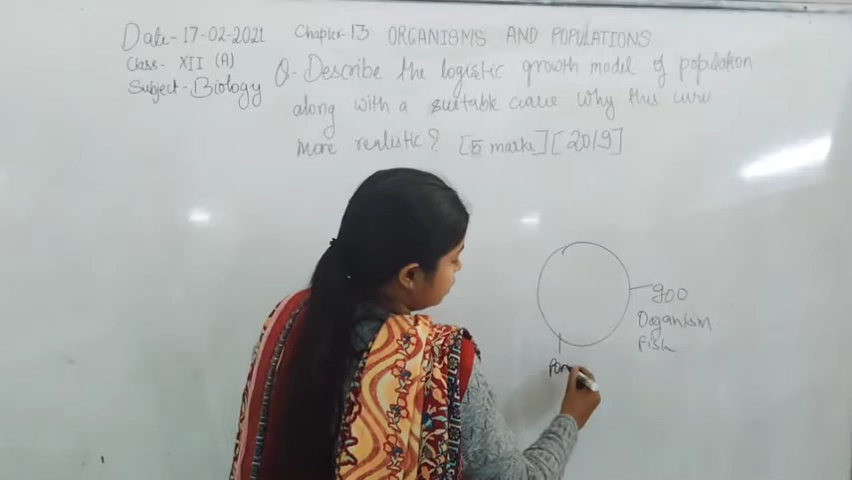 Date- 17-02-2021
Class- XII (A)
Subject- Biology
Chapter- 13 ORGANISMS AND POPULATIONS
Q. Describe the logistic growth model of population
along with a suitable curve why this curv
more realistic? [5 marks] [2019]
900
Organism
Fish
Pon